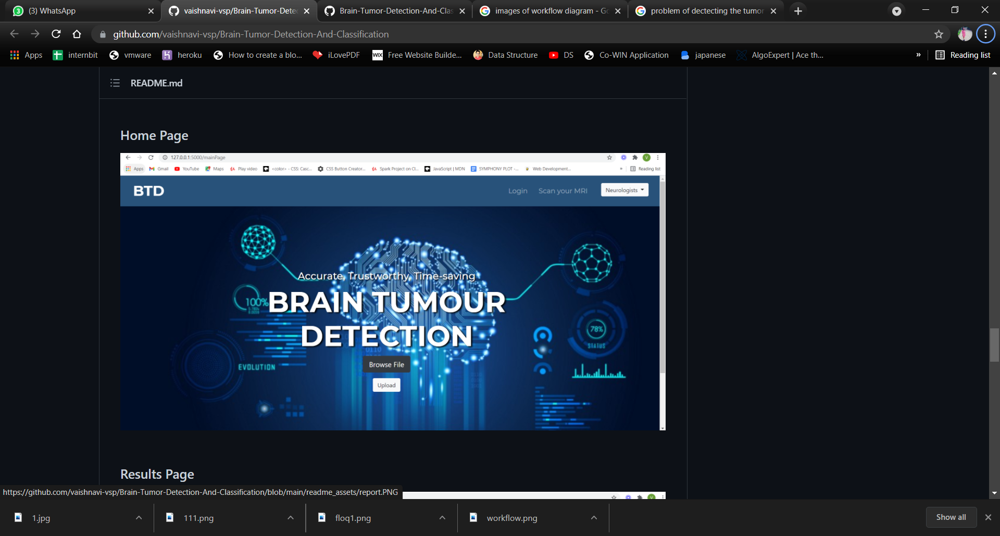 3
(3) WhatsApp
vaishnavi-vsp/Brain-Tumor-Dete
Brain-Tumor-Detection-And-Clas
images of workflow diagram - Go
problem of dectecting the tumor
github.com/vaishnavi-vsp/Brain-Tumor-Detection-And-Classification
Apps
internbit
vmware
heroku
How to create a blo...
iLovePDF
WIX
Free Website Builde...
Data Structure
DS
Co-WIN Application
japanese
AlgoExpert | Ace th...
»
Reading list
README.md
Home Page
127.0.0.1:5000/mainPage
V
Apps
Gmail
YouTube
Maps
Play video
<color> - CSS: Casc...
CSS Button Creator...
Spark Project on Cl...
JavaScript | MDN
SYMPHONY PLOT -...
Web Development...
»
Reading list
BTD
Login
Scan your MRI
Neurologists
Accurate, Trustworthy, Time-saving
100%
BRAIN TUMOUR
DETECTION
78%
STATUS
EVOLUTION
Browse File
Upload
Results Page
V
https://github.com/vaishnavi-vsp/Brain-Tumor-Detection-And-Classification/blob/main/readme_assets/report.PNG
1.jpg
111.png
floq1.png
workflow.png
Show all